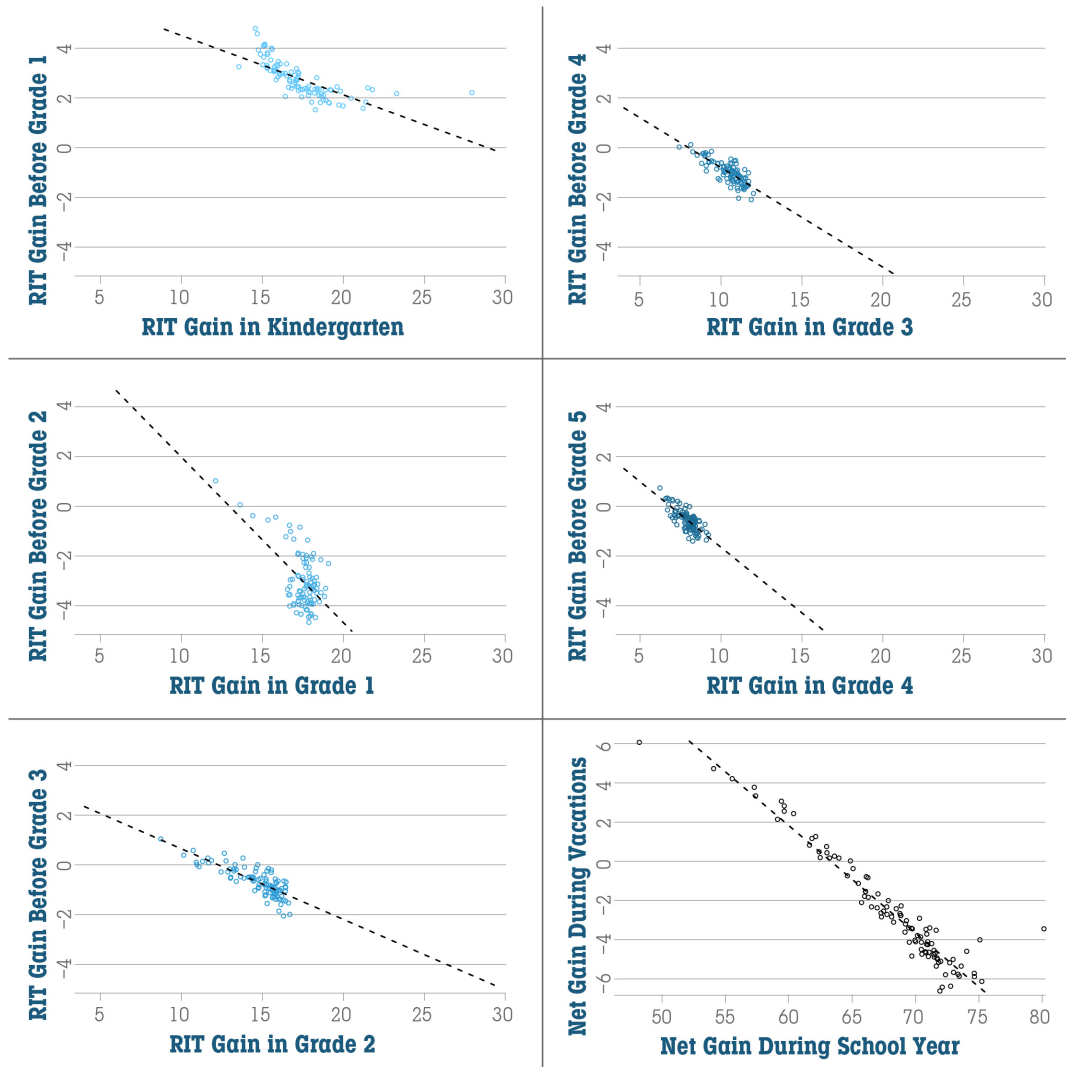 RIT Gain Before Grade 1
4
2
0
−2
−4
5 10 15 20 25 30
RIT Gain in Kindergarten
RIT Gain Before Grade 4
4
2
0
−2
−4
5 10 15 20 25 30
RIT Gain in Grade 3
RIT Gain Before Grade 2
4
2
0
−2
−4
5 10 15 20 25 30
RIT Gain in Grade 1
RIT Gain Before Grade 5
4
2
0
−2
−4
5 10 15 20 25 30
RIT Gain in Grade 4
RIT Gain Before Grade 3
4
2
0
−2
−4
5 10 15 20 25 30
RIT Gain in Grade 2
Net Gain During Vacations
6
4
2
0
−2
−4
−6
50 55 60 65 70 75 80
Net Gain During School Year